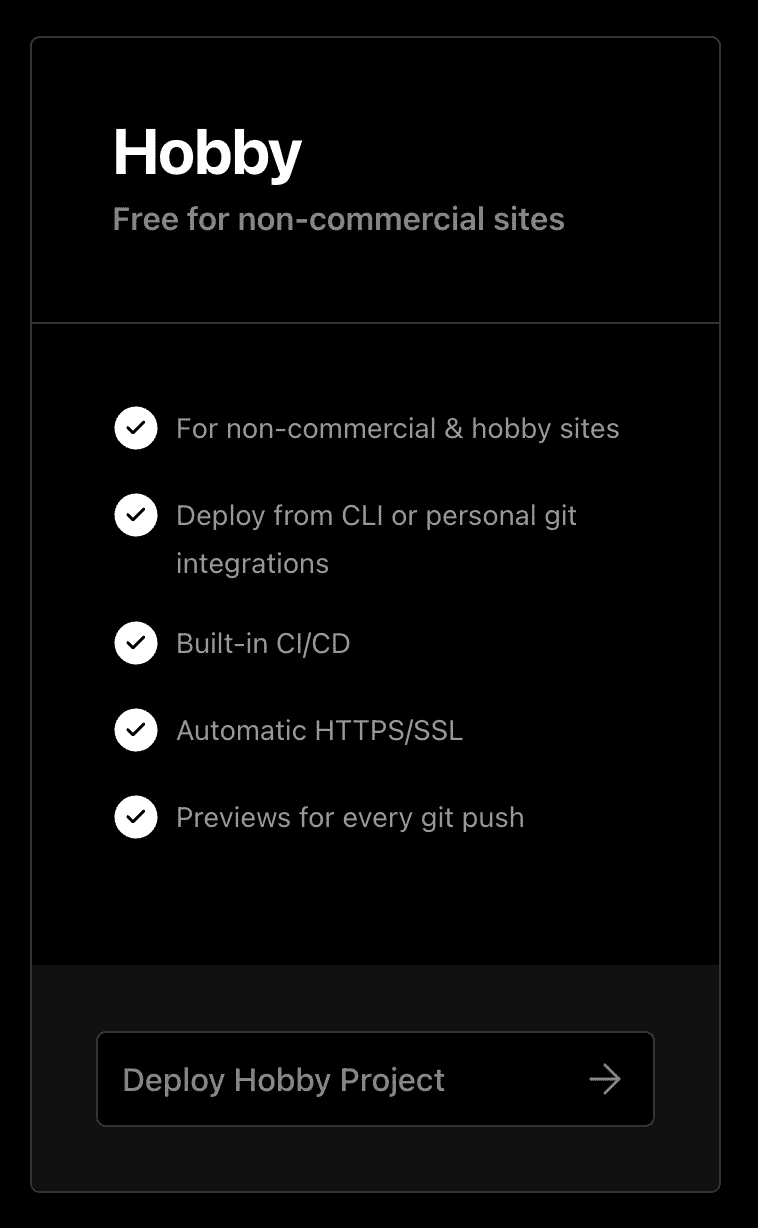 Hobby
Free for non-commercial sites
For non-commercial & hobby sites
Deploy from CLI or personal git
integrations
Built-in CI/CD
Automatic HTTPS/SSL
Previews for every git push
Deploy Hobby Project